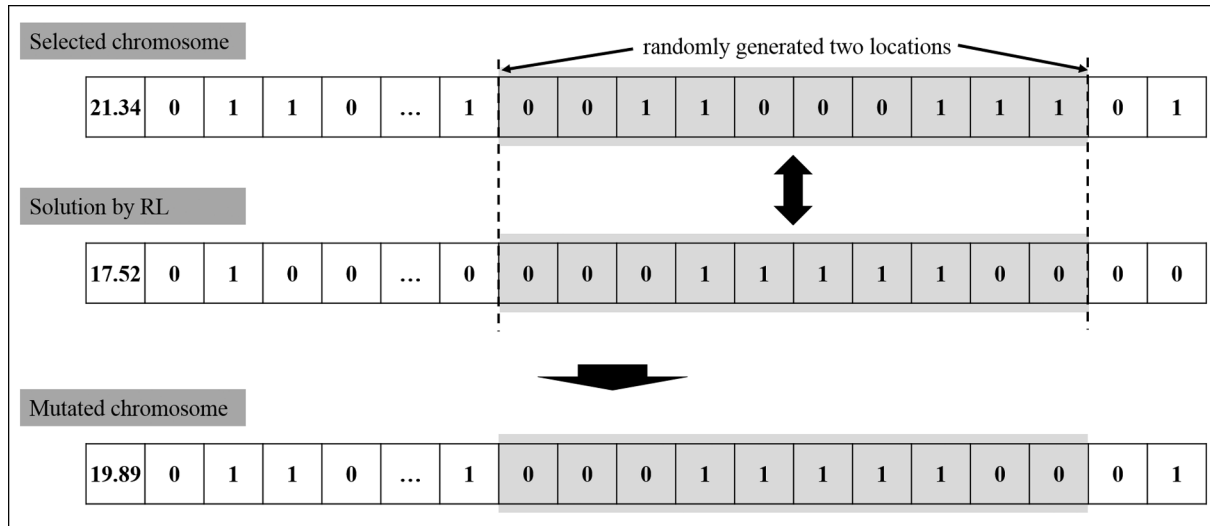 Selected chromosome
randomly generated two locations
21.34 0 1 1 0 ... 1 0 0 1 1 0 0 0 1 1 1 0 1
Solution by RL
17.52 0 1 0 0 ... 0 0 0 0 1 1 1 1 1 0 0 0 0
Mutated chromosome
19.89 0 1 1 0 ... 1 0 0 0 1 1 1 1 1 0 0 0 1